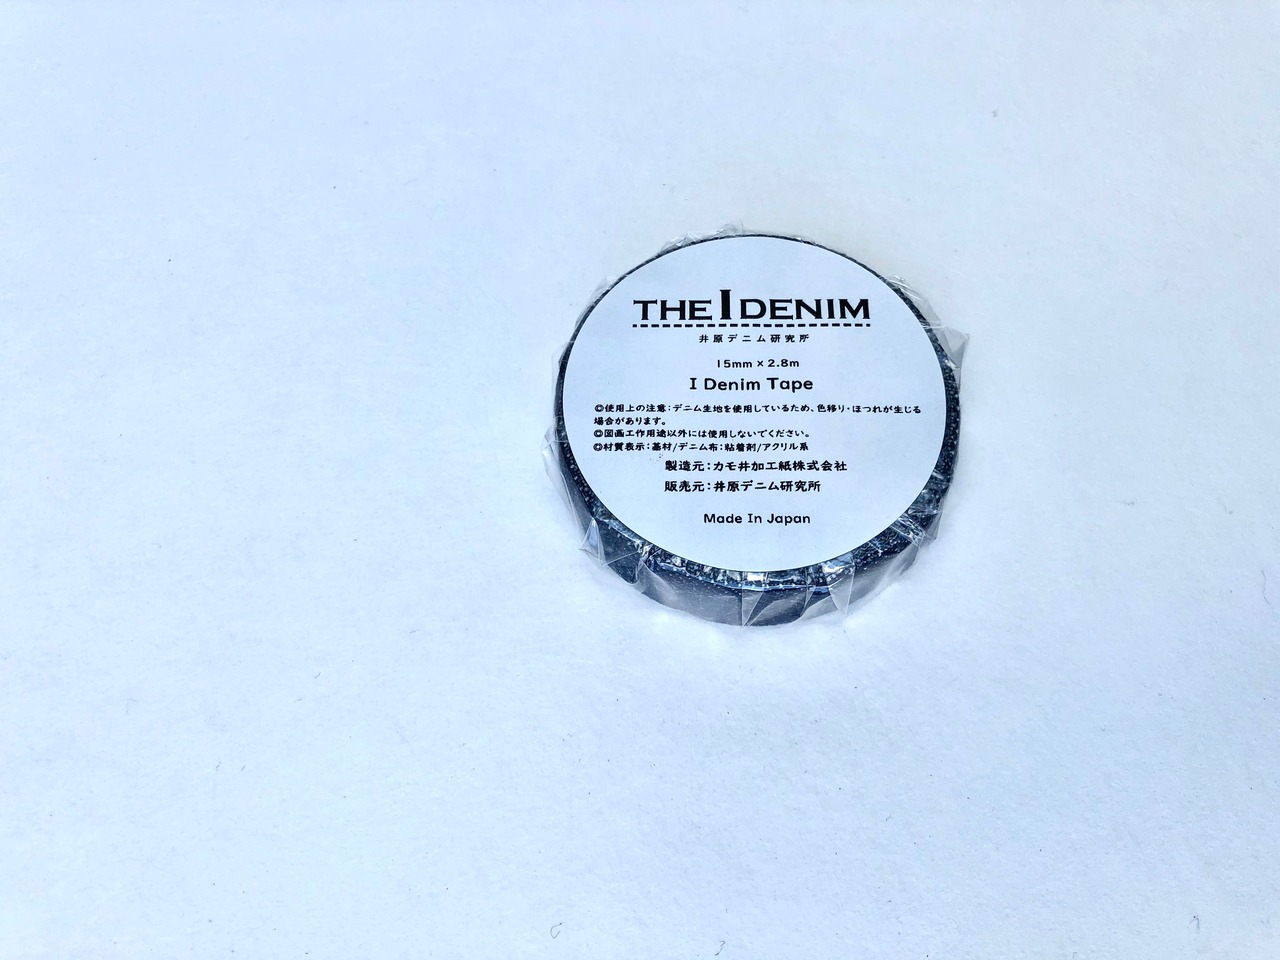 THE I DENIM
井原デニム研究所
15mm×2.8m
I Denim Tape
◎使用上の注意：デニム生地を使用しているため、色移り・ほつれが生じる
場合があります。
◎図画工作用途以外には使用しないでください。
◎材質表示：基材/デニム布：粘着剤/アクリル系
製造元：カモ井加工紙株式会社
販売元：井原デニム研究所
Made In Japan